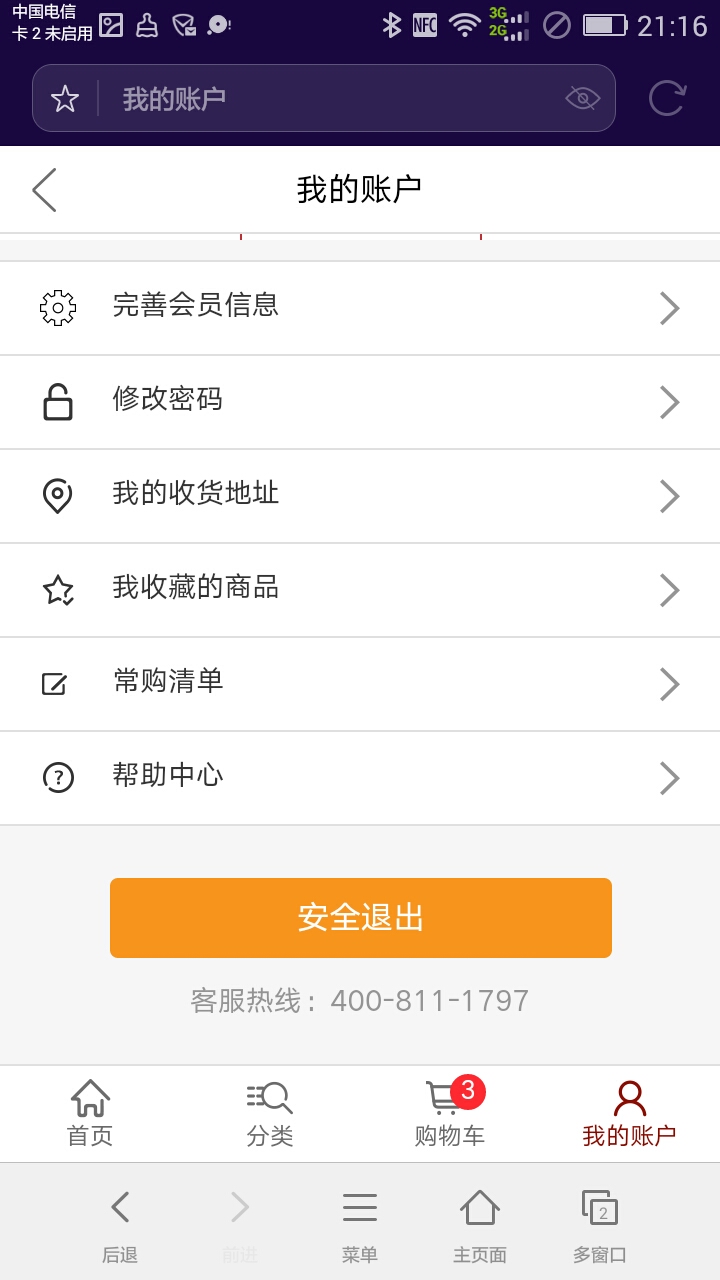 中国电信
卡 2 未启用
NFC
3G
2G
21:16
我的账户
我的账户
完善会员信息
修改密码
我的收货地址
我收藏的商品
常购清单
帮助中心
安全退出
客服热线：400-811-1797
3
首页 分类 购物车 我的账户
2
后退 前进 菜单 主页面 多窗口